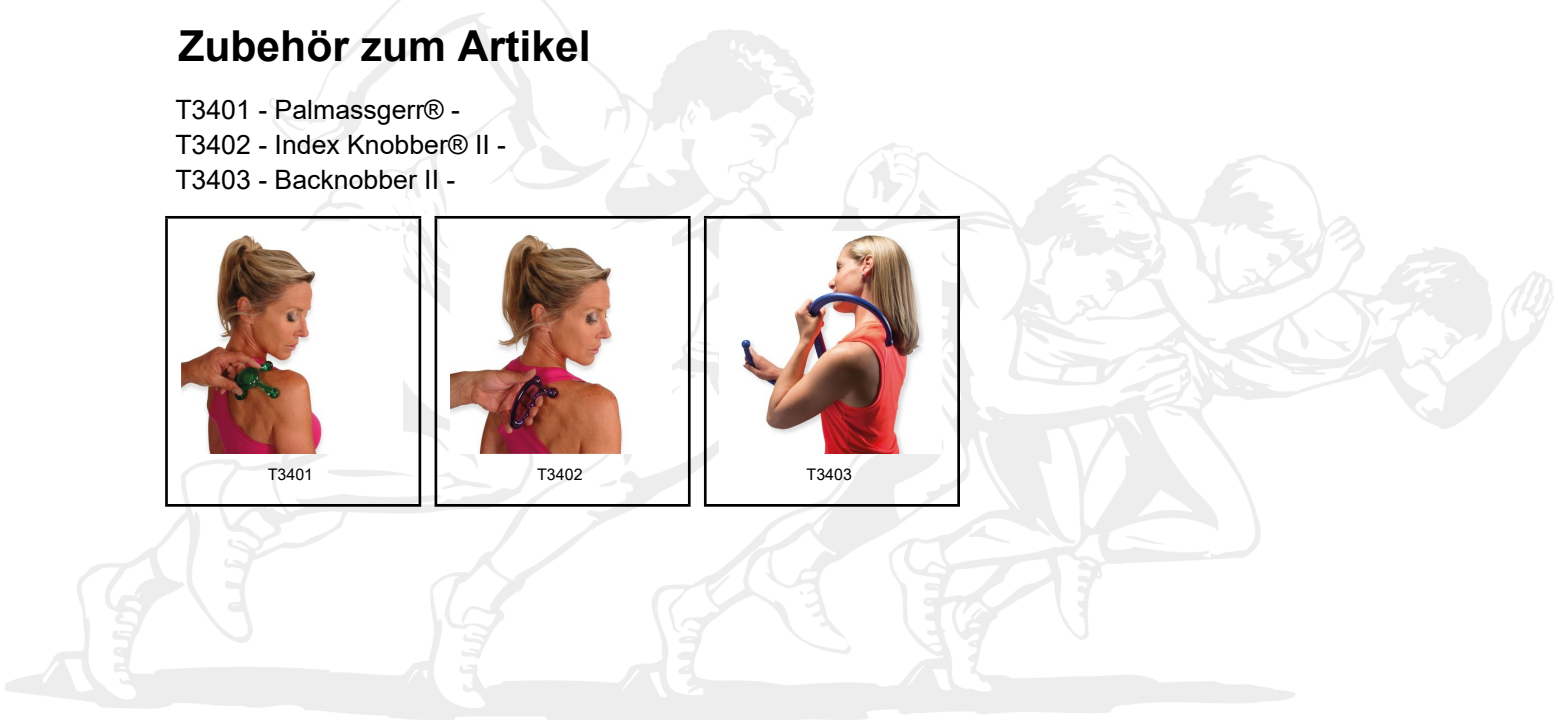 Zubehör zum Artikel
T3401 - Palmassgerr® -
T3402 - Index Knobber® II -
T3403 - Backnobber II -
T3401
T3402
T3403